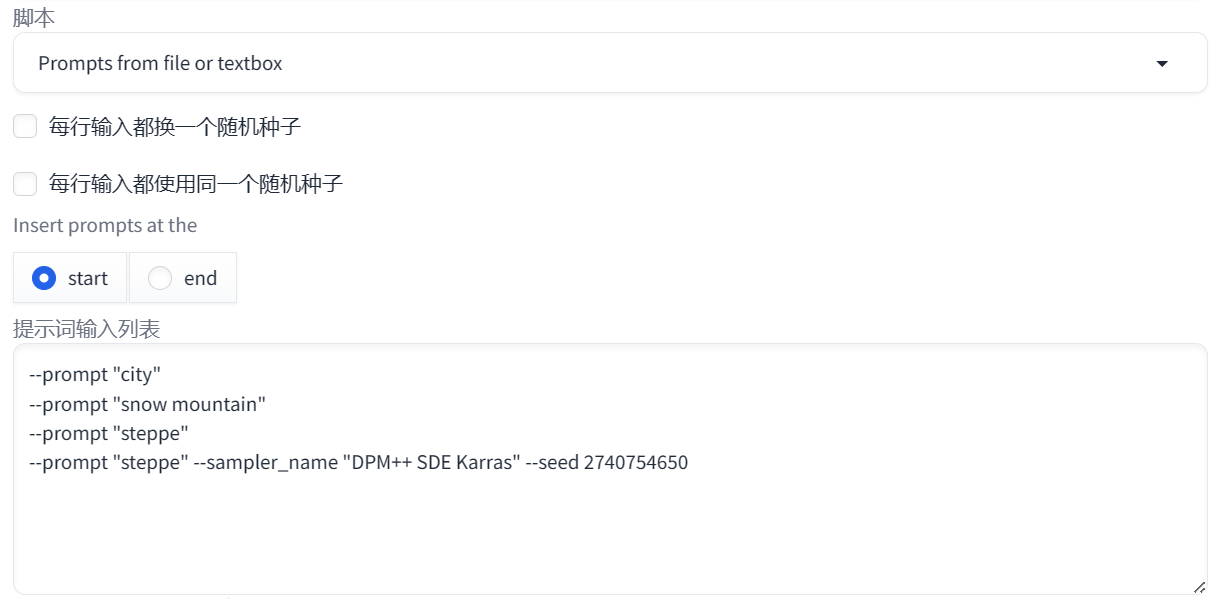 脚本
Prompts from file or textbox
每行输入都换一个随机种子
每行输入都使用同一个随机种子
Insert prompts at the
start end
提示词输入列表
--prompt "city"
--prompt "snow mountain"
--prompt "steppe"
--prompt "steppe" --sampler_name "DPM++ SDE Karras" --seed 2740754650